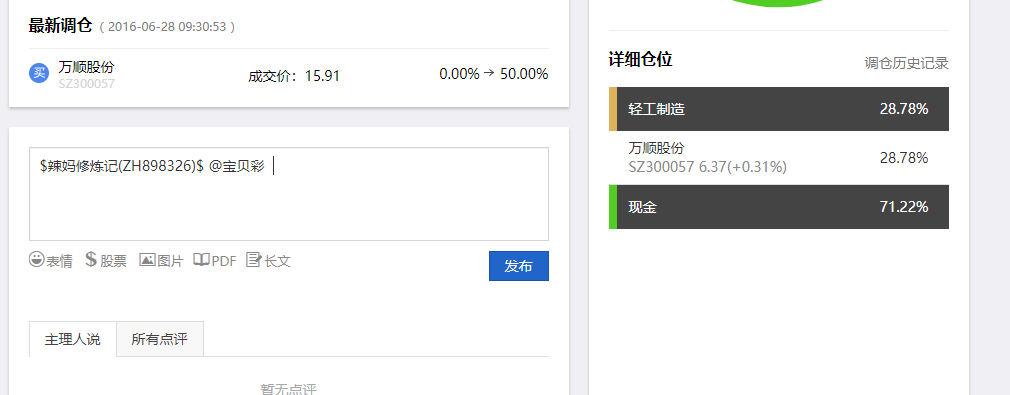 最新调仓 ( 2016-06-28 09:30:53 )
买 万顺股份 成交价：15.91 0.00% → 50.00%
SZ300057
$辣妈修炼记(ZH898326)$ @宝贝彩
表情 $股票 图片 PDF 长文 发布
主理人说 所有点评
暂无点评
详细仓位 调仓历史记录
轻工制造 28.78%
万顺股份
SZ300057 6.37(+0.31%) 28.78%
现金 71.22%